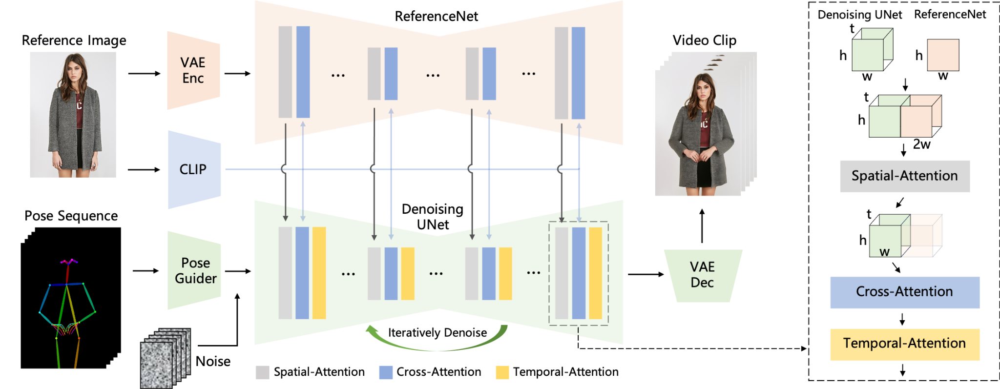 ReferenceNet
Reference Image
VAE
Enc
...
...
...
CLIP
Pose Sequence
Pose
Guider
Noise
Denoising
UNet
...
...
...
Iteratively Denoise
Spatial-Attention
Cross-Attention
Temporal-Attention
Video Clip
VAE
Dec
Denoising UNet
ReferenceNet
t
h
w
h
w
t
h
2w
Spatial-Attention
t
h
w
Cross-Attention
Temporal-Attention